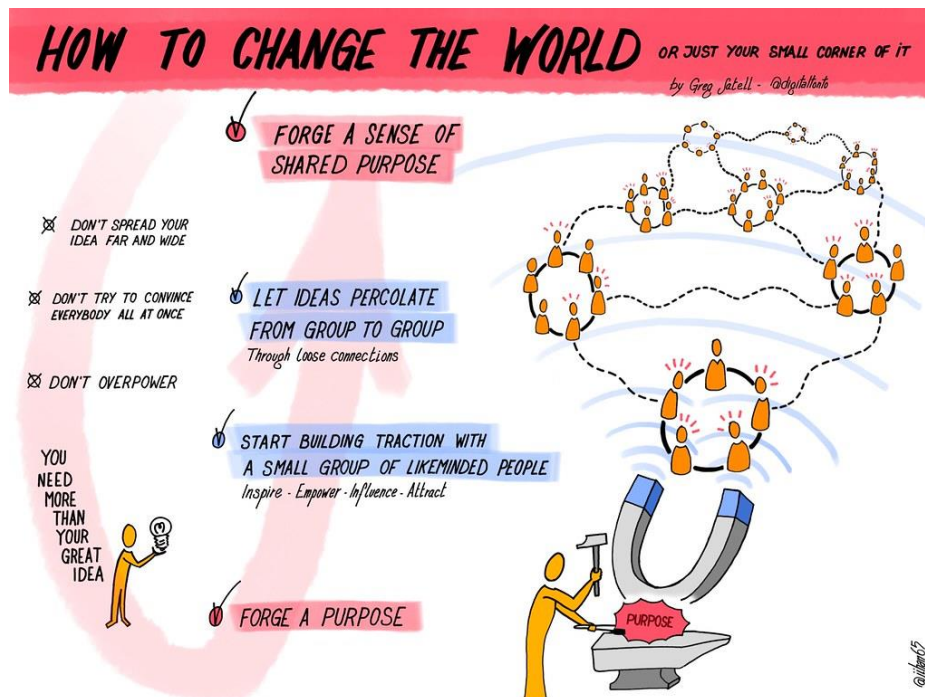 HOW TO CHANGE THE WORLD OR JUST YOUR SMALL CORNER OF IT
by Greg Satell - @digitaltonto
FORGE A SENSE OF
SHARED PURPOSE
DON'T SPREAD YOUR
IDEA FAR AND WIDE
DON'T TRY TO CONVINCE
EVERYBODY ALL AT ONCE
LET IDEAS PERCOLATE
FROM GROUP TO GROUP
Through loose connections
DON'T OVERPOWER
START BUILDING TRACTION WITH
A SMALL GROUP OF LIKEMINDED PEOPLE
Inspire - Empower - Influence - Attract
YOU
NEED
MORE
THAN
YOUR
GREAT
IDEA
FORGE A PURPOSE
PURPOSE